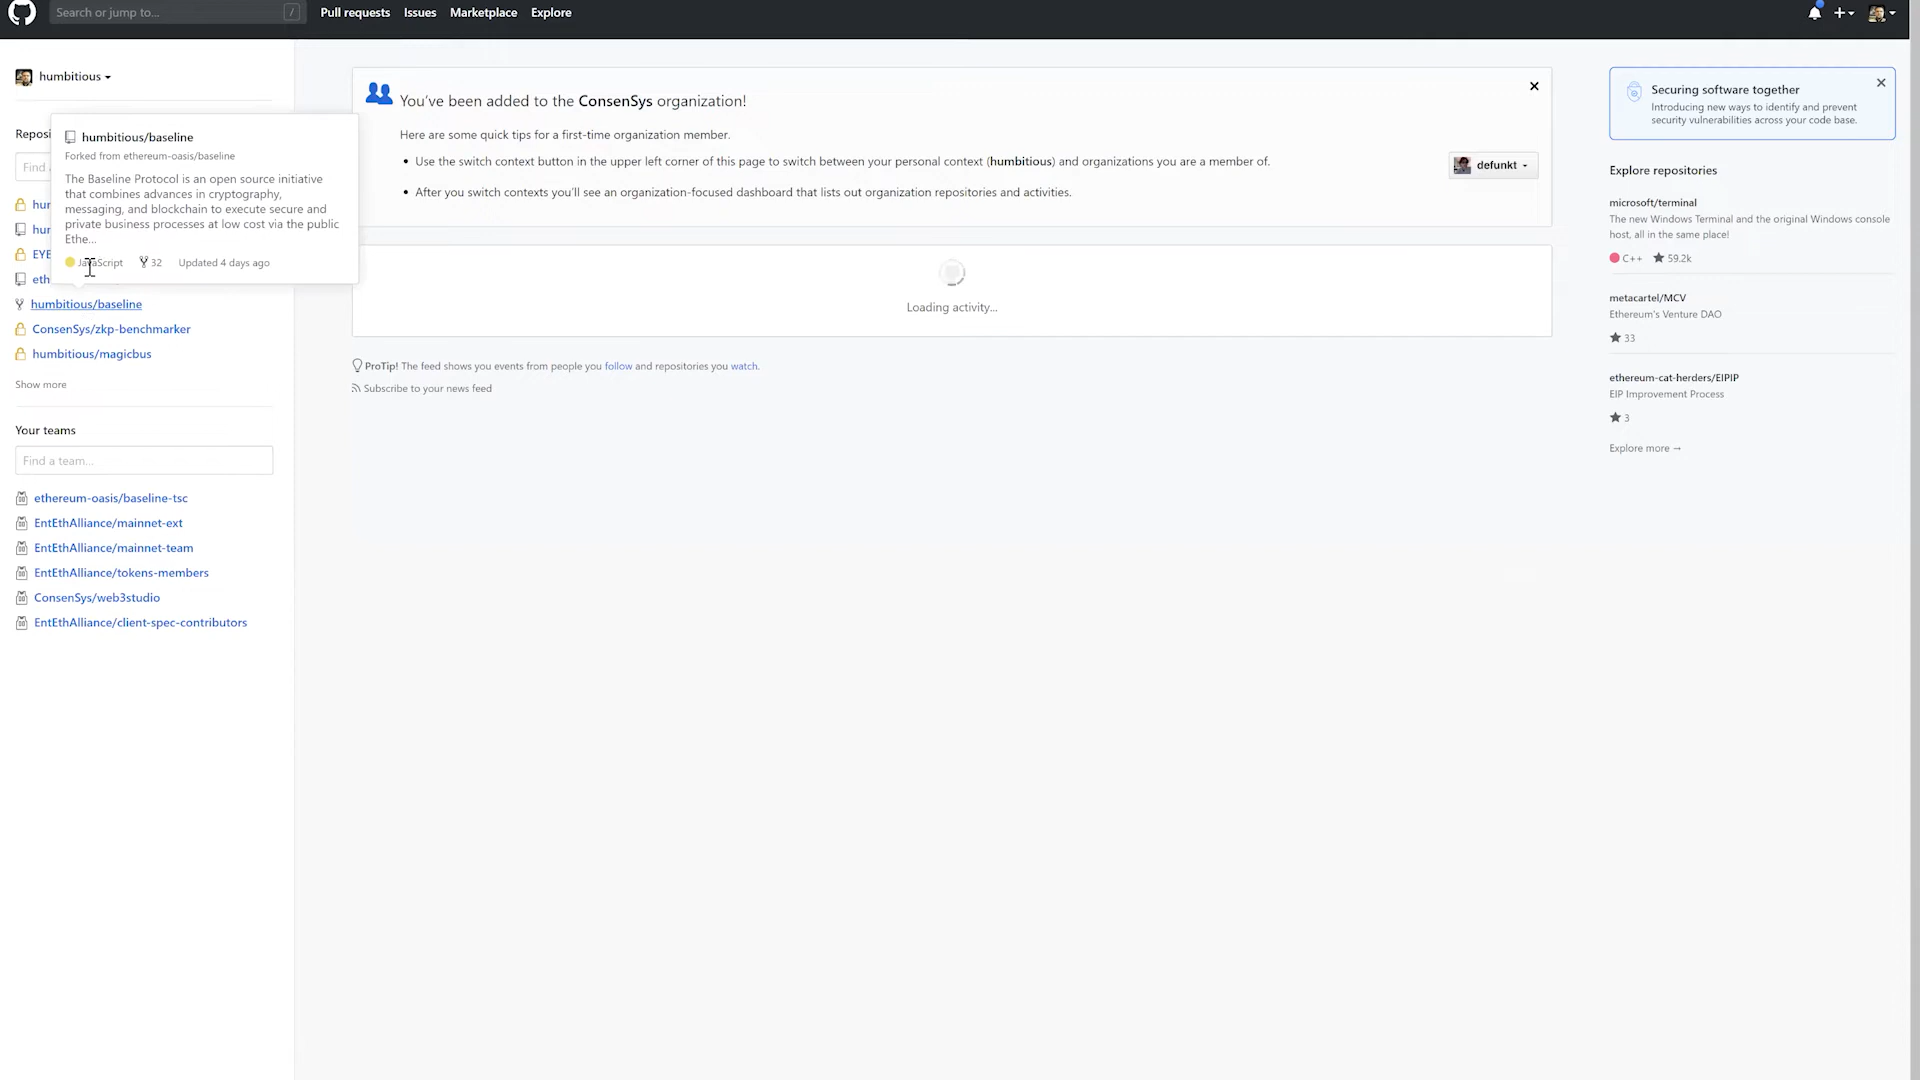 Search or jump to... /
Pull requests Issues Marketplace Explore
humbitious
Reposi
humbitious/baseline
Forked from ethereum-oasis/baseline
Find
The Baseline Protocol is an open source initiative
that combines advances in cryptography,
messaging, and blockchain to execute secure and
private business processes at low cost via the public
Ethe...
JavaScript 32 Updated 4 days ago
hum
hum
EYE
eth
humbitious/baseline
ConsenSys/zkp-benchmarker
humbitious/magicbus
Show more
Your teams
Find a team...
ethereum-oasis/baseline-tsc
EntEthAlliance/mainnet-ext
EntEthAlliance/mainnet-team
EntEthAlliance/tokens-members
ConsenSys/web3studio
EntEthAlliance/client-spec-contributors
You've been added to the ConsenSys organization!
Here are some quick tips for a first-time organization member.
• Use the switch context button in the upper left corner of this page to switch between your personal context (humbitious) and organizations you are a member of.
• After you switch contexts you'll see an organization-focused dashboard that lists out organization repositories and activities.
defunkt
Loading activity...
ProTip! The feed shows you events from people you follow and repositories you watch.
Subscribe to your news feed
Securing software together
Introducing new ways to identify and prevent
security vulnerabilities across your code base.
Explore repositories
microsoft/terminal
The new Windows Terminal and the original Windows console
host, all in the same place!
C++ 59.2k
metacartel/MCV
Ethereum's Venture DAO
33
ethereum-cat-herders/EIPIP
EIP Improvement Process
3
Explore more →